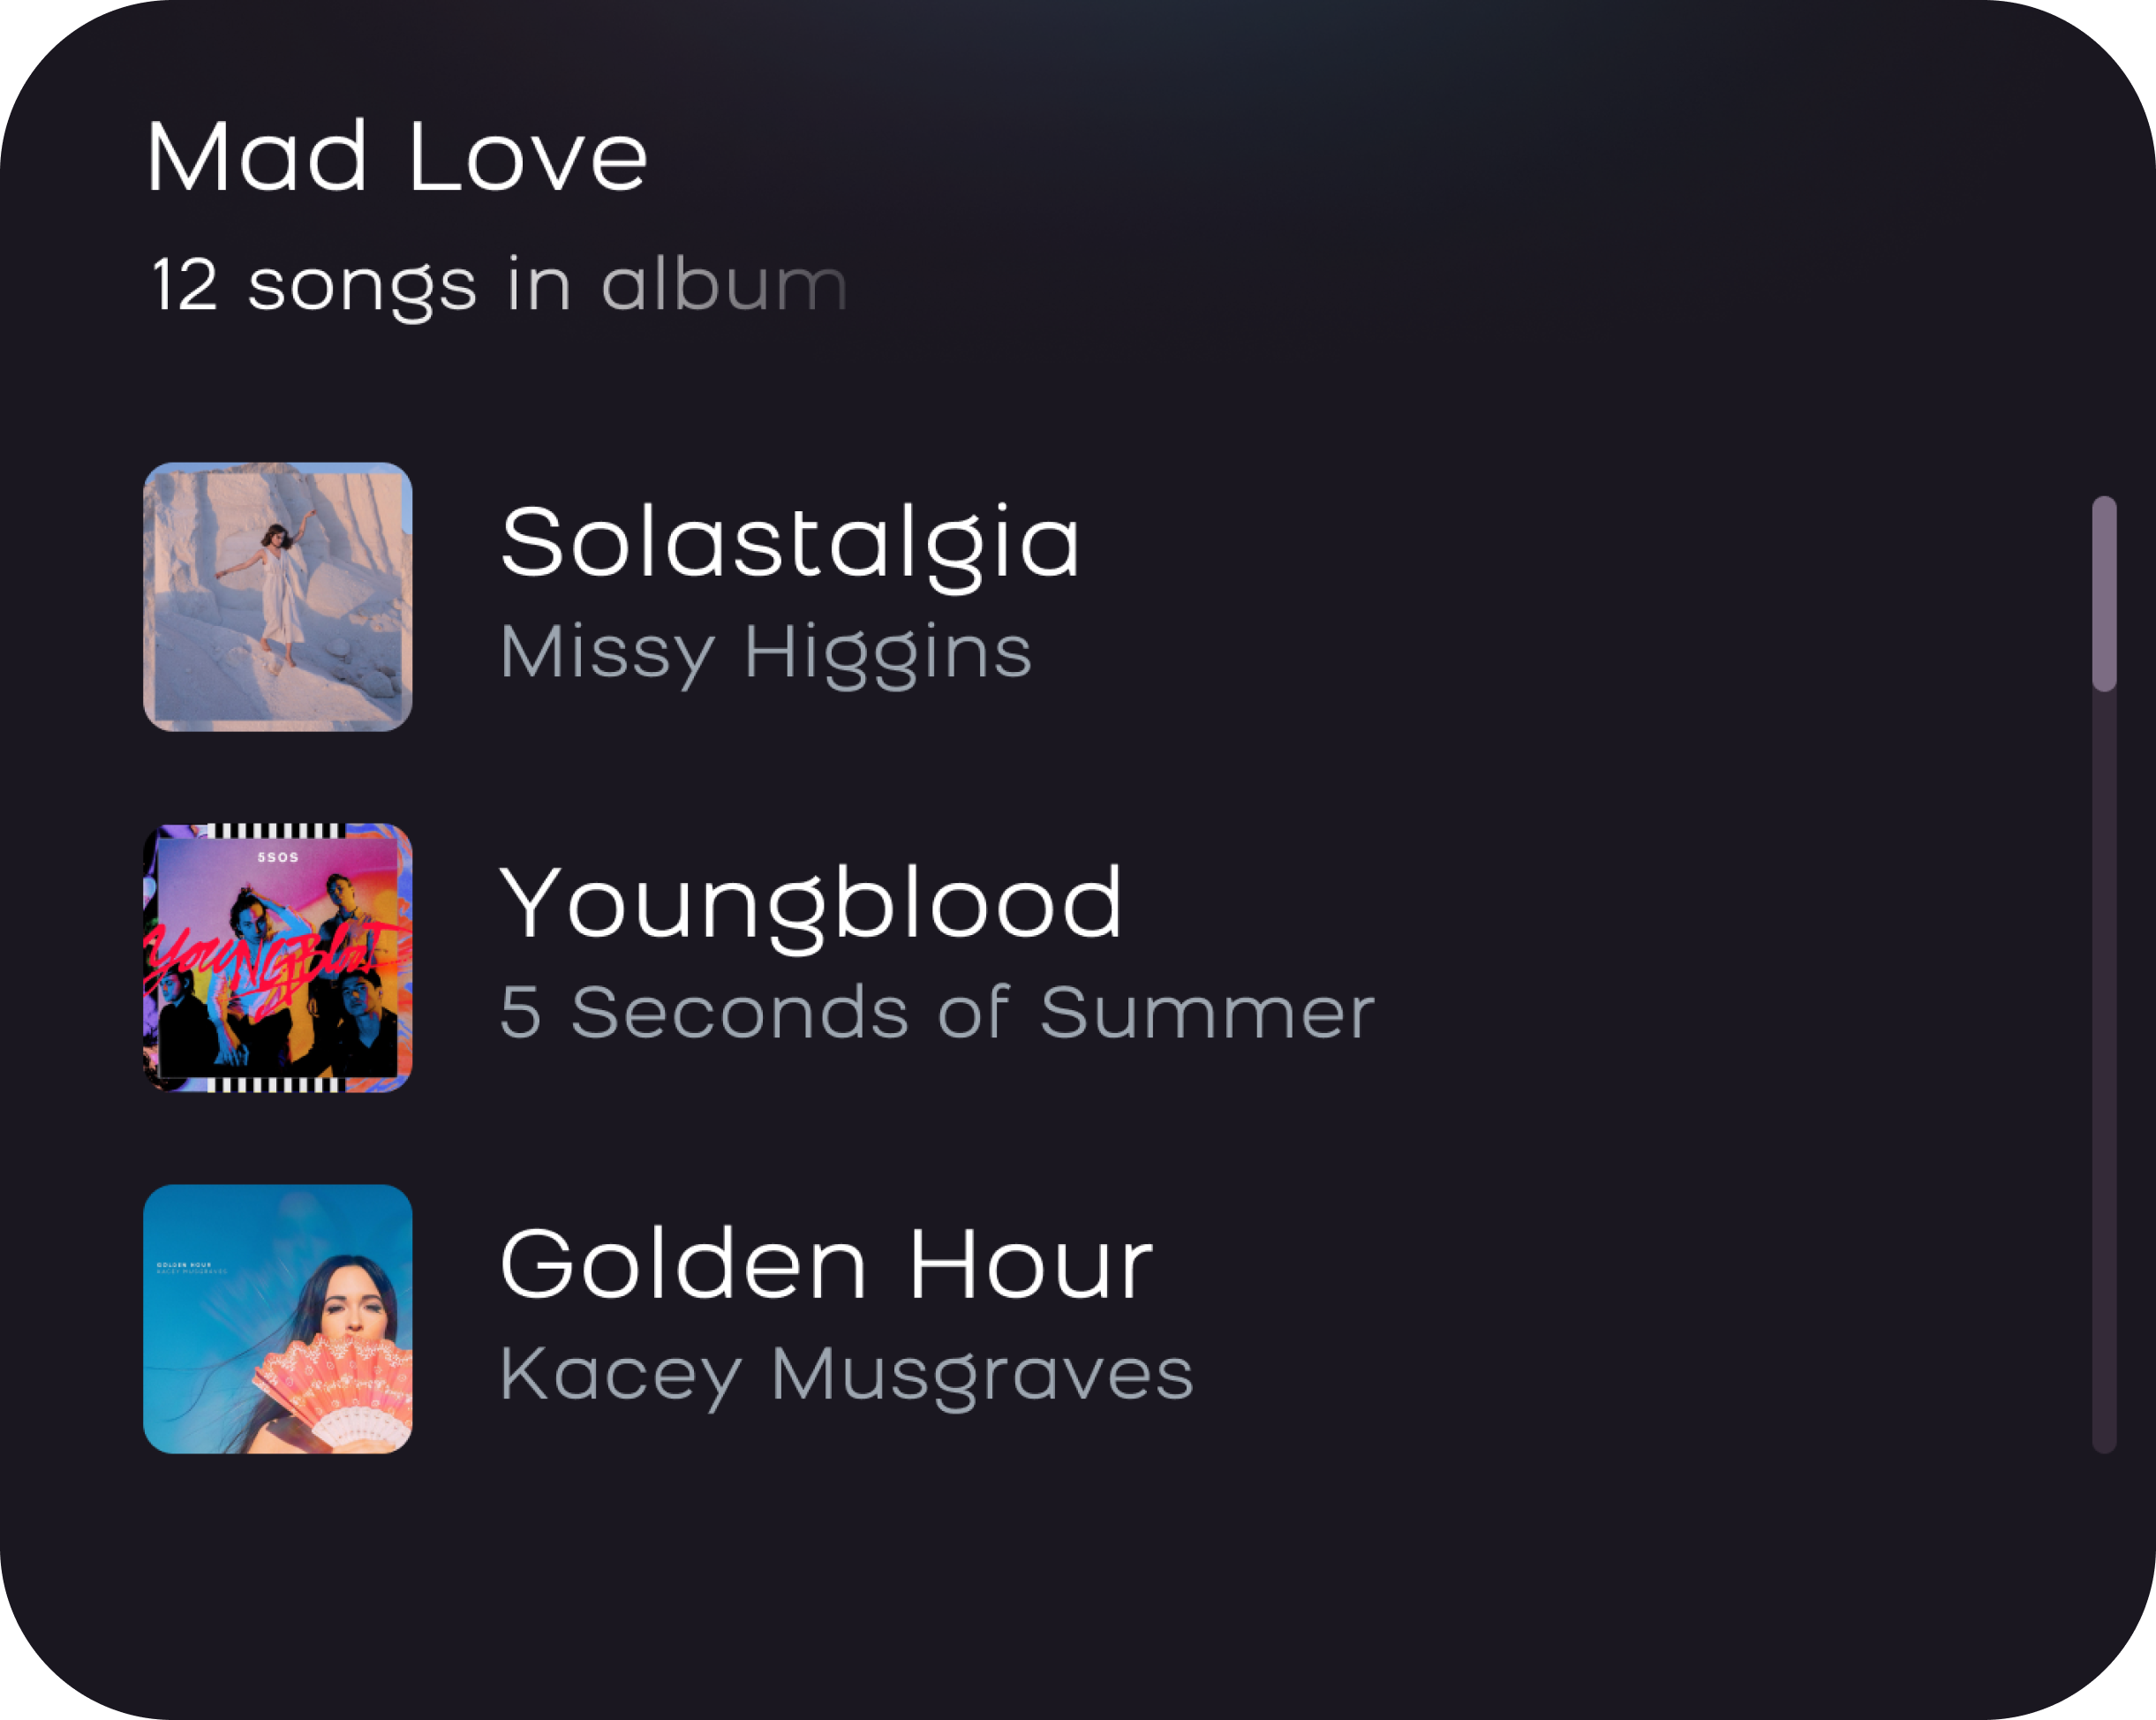 Mad Love
12 songs in album
Solastalgia
Missy Higgins
5SOS
YOUNGBlood
Youngblood
5 Seconds of Summer
GOLDEN HOUR
KACEY MUSGRAVES
Golden Hour
Kacey Musgraves